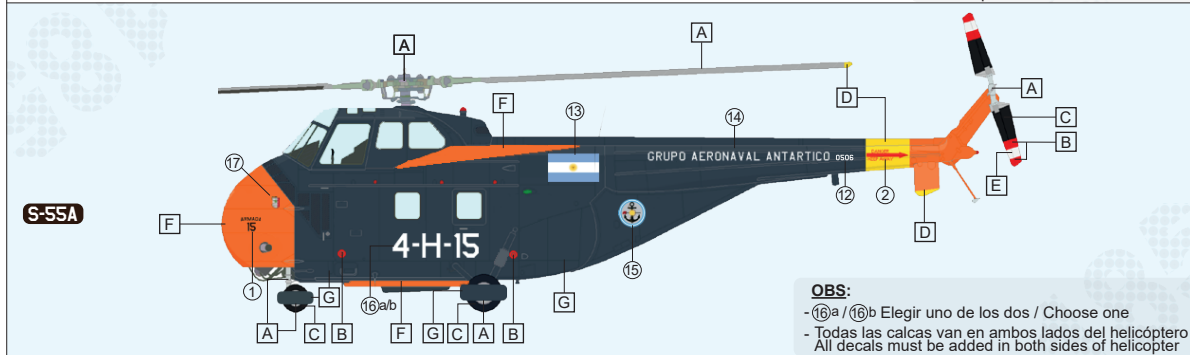 A
A
F
13
14
D
A
C
B
E
17
GRUPO AERONAVAL ANTARTICO 0506
DANGER
12
2
D
S-55A
F
ARMADA
15
4-H-15
15
1
G
16 a/b
G
A
C
B
F
G
C
A
B
OBS:
- 16a / 16b Elegir uno de los dos / Choose one
- Todas las calcas van en ambos lados del helicóptero
All decals must be added in both sides of helicopter